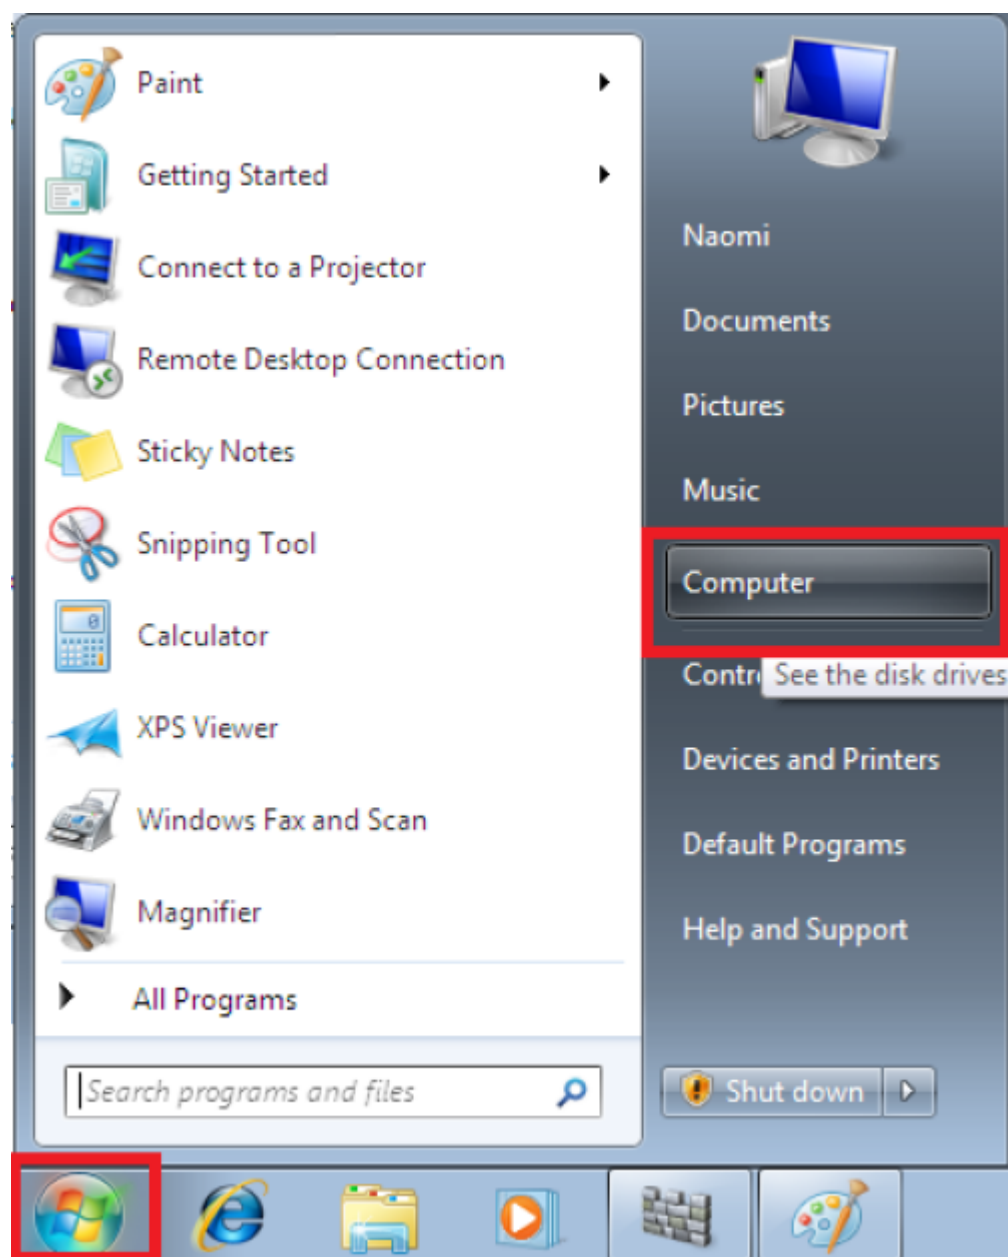 Paint
Getting Started
Connect to a Projector
Remote Desktop Connection
Sticky Notes
Snipping Tool
Calculator
XPS Viewer
Windows Fax and Scan
Magnifier
All Programs
Search programs and files
Naomi
Documents
Pictures
Music
Computer
Contr
See the disk drives
Devices and Printers
Default Programs
Help and Support
Shut down